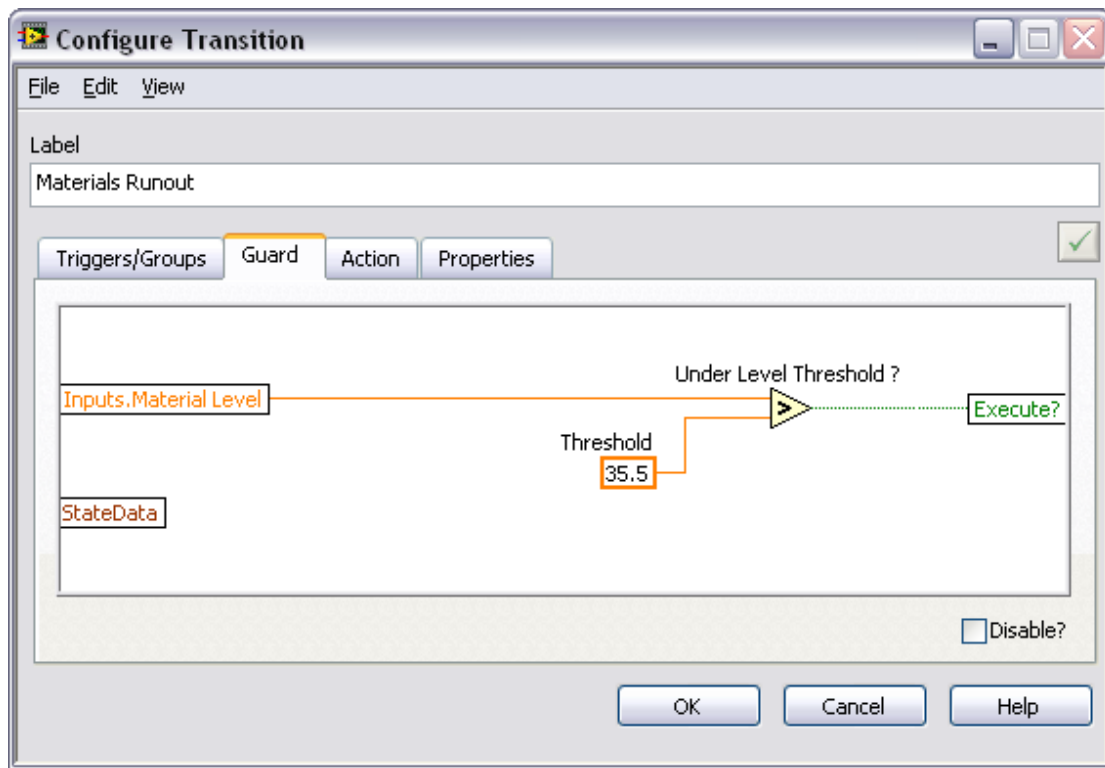 Configure Transition
File Edit View
Label
Materials Runout
Triggers/Groups Guard Action Properties
Under Level Threshold ?
Inputs.Material Level
>
Execute?
Threshold
35.5
StateData
Disable?
OK Cancel Help